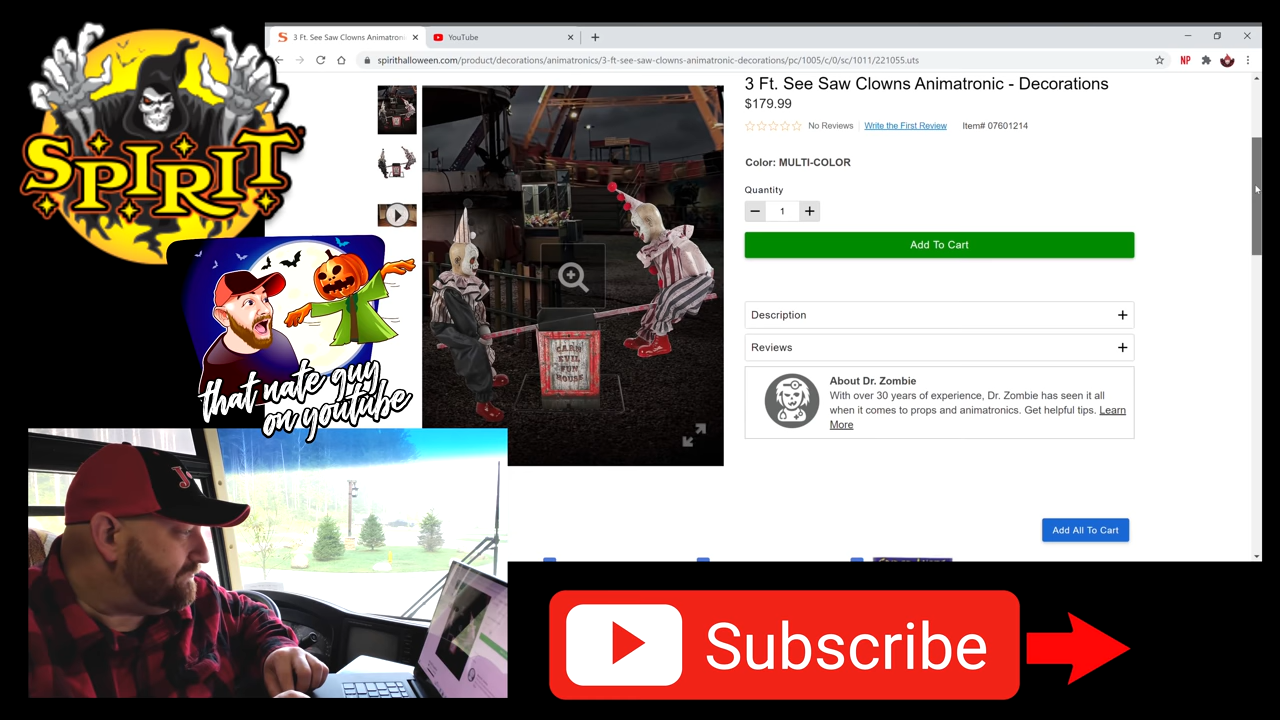 SPIRIT
that nate guy
on youtube
3 Ft. See Saw Clowns Animatron
YouTube
spirithalloween.com/product/decorations/animatronics/3-ft-see-saw-clowns-animatronic-decorations/pc/1005/c/0/sc/1011/221055.uts
NP
3 Ft. See Saw Clowns Animatronic - Decorations
$179.99
No Reviews
Write the First Review
Item# 07601214
Color: MULTI-COLOR
Quantity
1
Add To Cart
Description
Reviews
About Dr. Zombie
With over 30 years of experience, Dr. Zombie has seen it all
when it comes to props and animatronics. Get helpful tips. Learn
More
CARN
EVIL
FUN
HOUSE
Add All To Cart
Subscribe